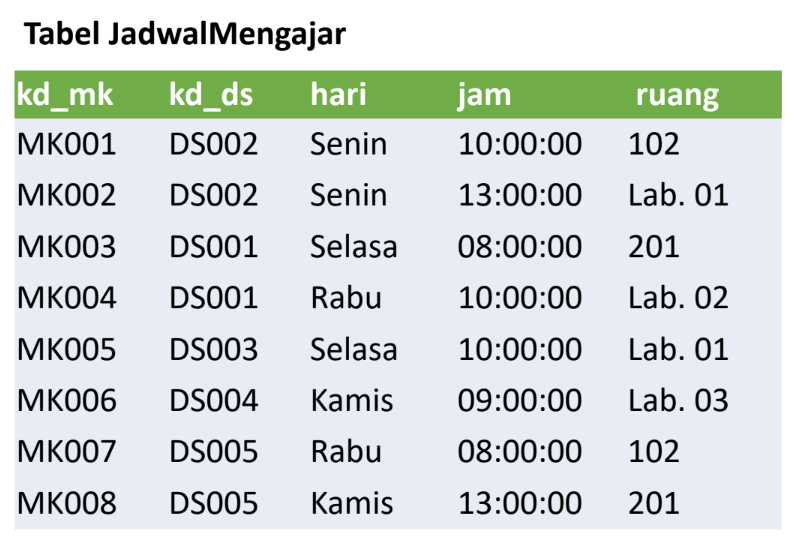 Tabel JadwalMengajar
kd_mk kd_ds hari jam ruang
MK001 DS002 Senin 10:00:00 102
MK002 DS002 Senin 13:00:00 Lab. 01
MK003 DS001 Selasa 08:00:00 201
MK004 DS001 Rabu 10:00:00 Lab. 02
MK005 DS003 Selasa 10:00:00 Lab. 01
MK006 DS004 Kamis 09:00:00 Lab. 03
MK007 DS005 Rabu 08:00:00 102
MK008 DS005 Kamis 13:00:00 201